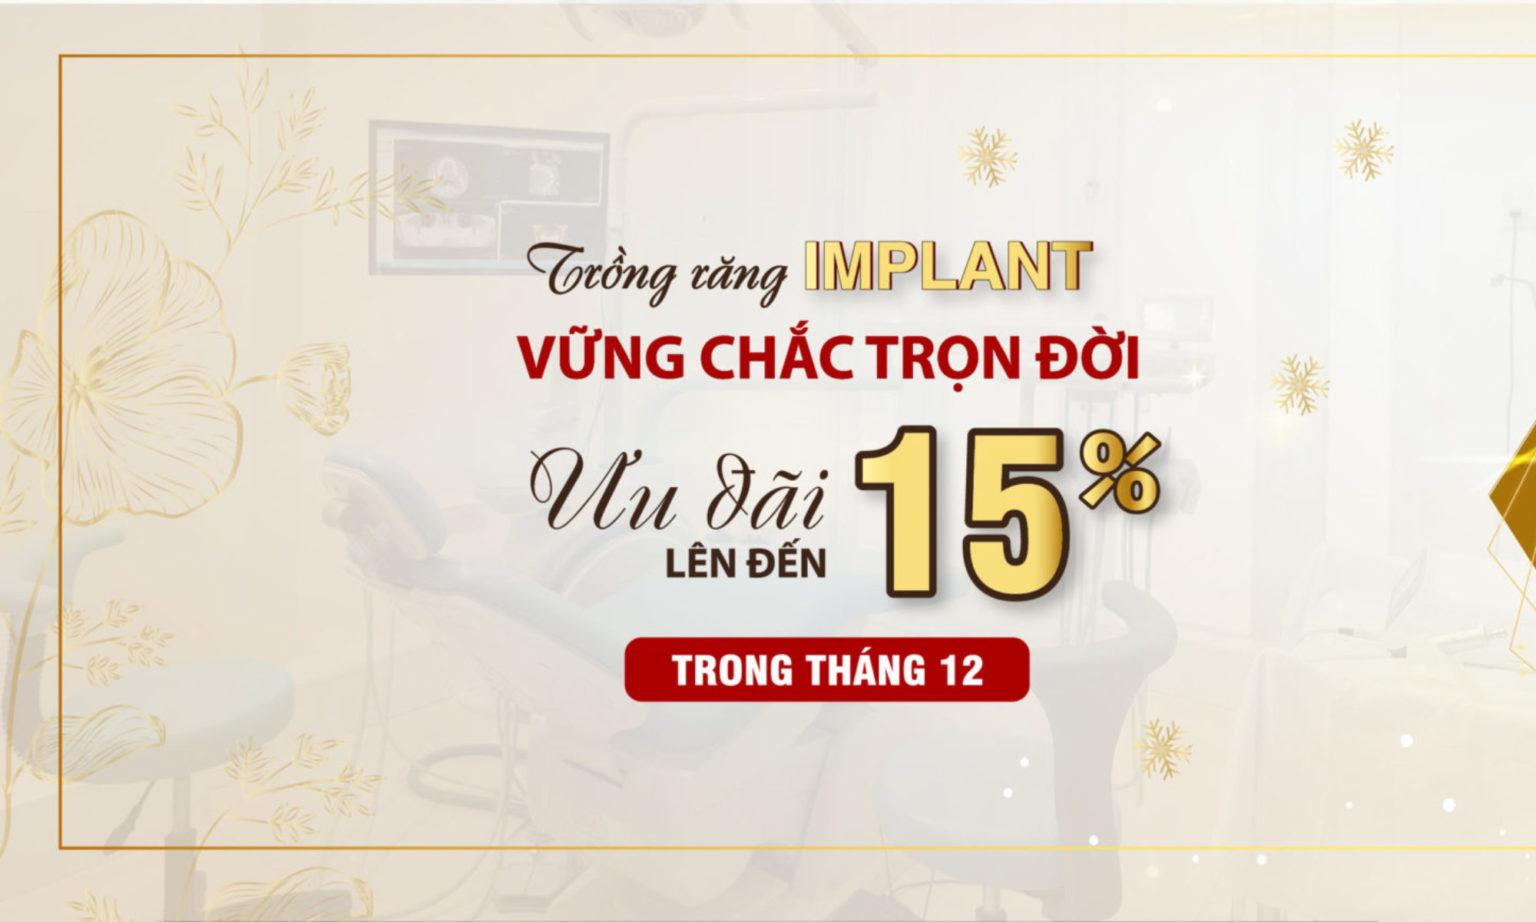 Trồng răng IMPLANT
VỮNG CHẮC TRỌN ĐỜI
Ưu đãi
LÊN ĐẾN
15%
TRONG THÁNG 12